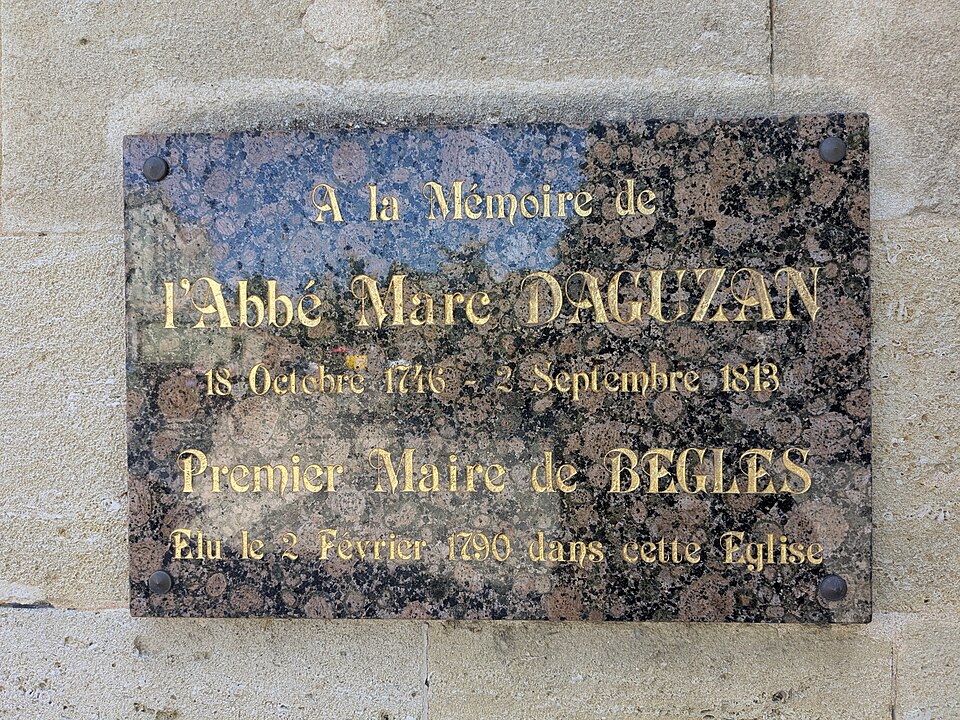 A la Mémoire de
l'Abbé Marc DAGUZAN
18 Octobre 1746 - 2 Septembre 1813
Premier Maire de BEGLES
Elu le 2 Février 1790 dans cette Eglise